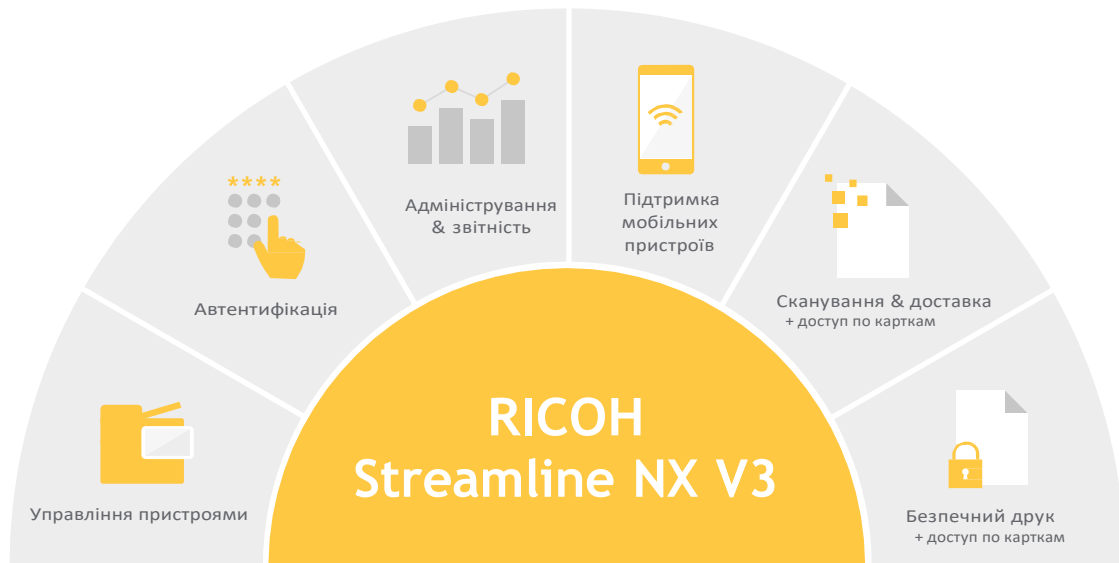 ****
Адміністрування
& звітність
Підтримка
мобільних
пристроїв
Автентифікація
Сканування & доставка
+ доступ по карткам
Управління пристроями
RICOH
Streamline NX V3
Безпечний друк
+ доступ по карткам